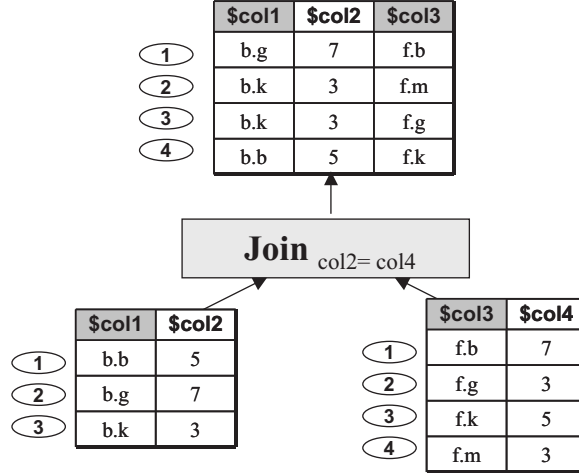 $col1 $col2 $col3
1 b.g 7 f.b
2 b.k 3 f.m
3 b.k 3 f.g
4 b.b 5 f.k
Join col2= col4
$col1 $col2
1 b.b 5
2 b.g 7
3 b.k 3
$col3 $col4
1 f.b 7
2 f.g 3
3 f.k 5
4 f.m 3